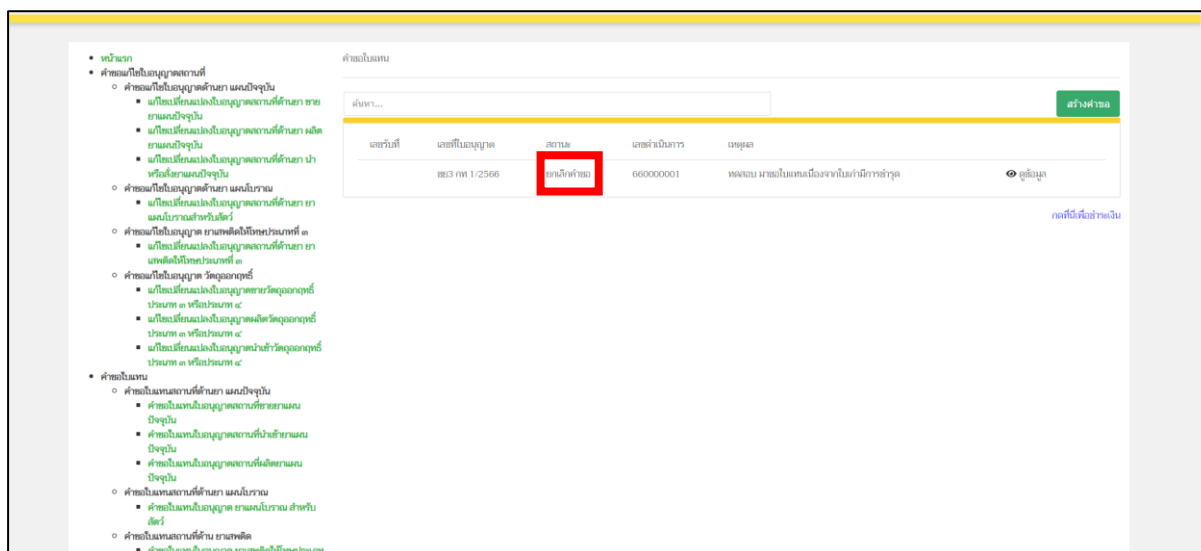 หน้าแรก
คำขอแก้ไขใบอนุญาตสถานที่
คำขอแก้ไขใบอนุญาตด้านยา แผนปัจจุบัน
แก้ไขเปลี่ยนแปลงใบอนุญาตสถานที่ด้านยา ขาย
ยาแผนปัจจุบัน
แก้ไขเปลี่ยนแปลงใบอนุญาตสถานที่ด้านยา ผลิต
ยาแผนปัจจุบัน
แก้ไขเปลี่ยนแปลงใบอนุญาตสถานที่ด้านยา นำ
หรือสั่งยาแผนปัจจุบัน
คำขอแก้ไขใบอนุญาตด้านยา แผนโบราณ
แก้ไขเปลี่ยนแปลงใบอนุญาตสถานที่ด้านยา ยา
แผนโบราณสำหรับสัตว์
คำขอแก้ไขใบอนุญาต ยาเสพติดให้โทษประเภทที่ ๓
แก้ไขเปลี่ยนแปลงใบอนุญาตสถานที่ด้านยา ยา
เสพติดให้โทษประเภทที่ ๓
คำขอแก้ไขใบอนุญาต วัตถุออกฤทธิ์
แก้ไขเปลี่ยนแปลงใบอนุญาตขายวัตถุออกฤทธิ์
ประเภท ๓ หรือประเภท ๔
แก้ไขเปลี่ยนแปลงใบอนุญาตผลิตวัตถุออกฤทธิ์
ประเภท ๓ หรือประเภท ๔
แก้ไขเปลี่ยนแปลงใบอนุญาตนำเข้าวัตถุออกฤทธิ์
ประเภท ๓ หรือประเภท ๔
คำขอใบแทน
คำขอใบแทนสถานที่ด้านยา แผนปัจจุบัน
คำขอใบแทนใบอนุญาตสถานที่ขายยาแผน
ปัจจุบัน
คำขอใบแทนใบอนุญาตสถานที่นำเข้ายาแผน
ปัจจุบัน
คำขอใบแทนใบอนุญาตสถานที่ผลิตยาแผน
ปัจจุบัน
คำขอใบแทนสถานที่ด้านยา แผนโบราณ
คำขอใบแทนใบอนุญาต ยาแผนโบราณ สำหรับ
สัตว์
คำขอใบแทนสถานที่ด้าน ยาเสพติด
คำขอใบแทนใบอนุญาต ยาเสพติดให้โทษประเภท
คำขอใบแทน
ค้นหา...
สร้างคำขอ
เลขรับที่ เลขที่ใบอนุญาต สถานะ เลขดำเนินการ เหตุผล
ขย3 กท 1/2566 ยกเลิกคำขอ 660000001 ทดสอบ มาขอใบแทนเนื่องจากใบเก่ามีการชำรุด ดูข้อมูล
กดที่นี่เพื่อชำระเงิน